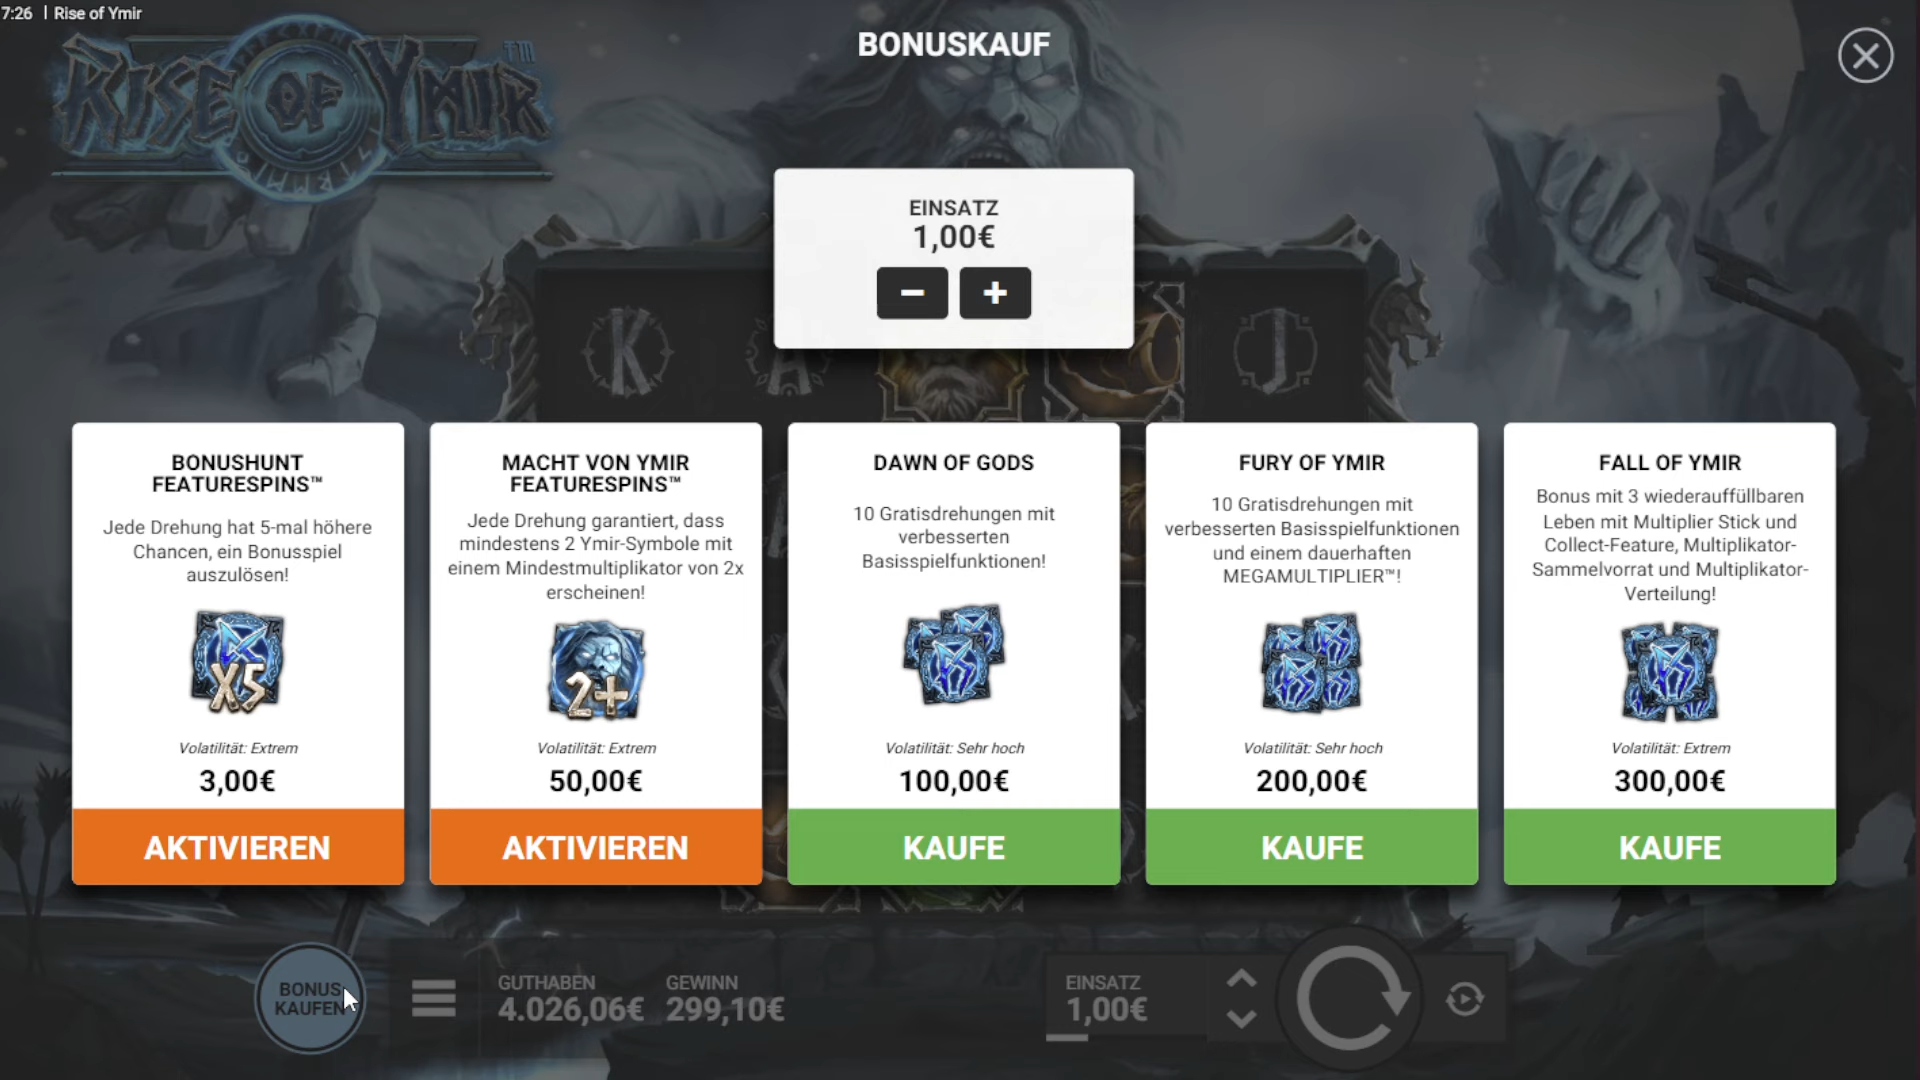 7:26 | Rise of Ymir
RISE OF YMIR™
BONUSKAUF
EINSATZ
1,00€
− +
K A J
BONUSHUNT
FEATURESPINS™
Jede Drehung hat 5-mal höhere
Chancen, ein Bonusspiel
auszulösen!
X5
Volatilität: Extrem
3,00€
AKTIVIEREN
MACHT VON YMIR
FEATURESPINS™
Jede Drehung garantiert, dass
mindestens 2 Ymir-Symbole mit
einem Mindestmultiplikator von 2x
erscheinen!
2+
Volatilität: Extrem
50,00€
AKTIVIEREN
DAWN OF GODS
10 Gratisdrehungen mit
verbesserten
Basisspielfunktionen!
Volatilität: Sehr hoch
100,00€
KAUFE
FURY OF YMIR
10 Gratisdrehungen mit
verbesserten Basisspielfunktionen
und einem dauerhaften
MEGAMULTIPLIER™!
Volatilität: Sehr hoch
200,00€
KAUFE
FALL OF YMIR
Bonus mit 3 wiederauffüllbaren
Leben mit Multiplier Stick und
Collect-Feature, Multiplikator-
Sammelvorrat und Multiplikator-
Verteilung!
Volatilität: Extrem
300,00€
KAUFE
BONUS
KAUFEN
GUTHABEN
4.026,06€
GEWINN
299,10€
EINSATZ
1,00€